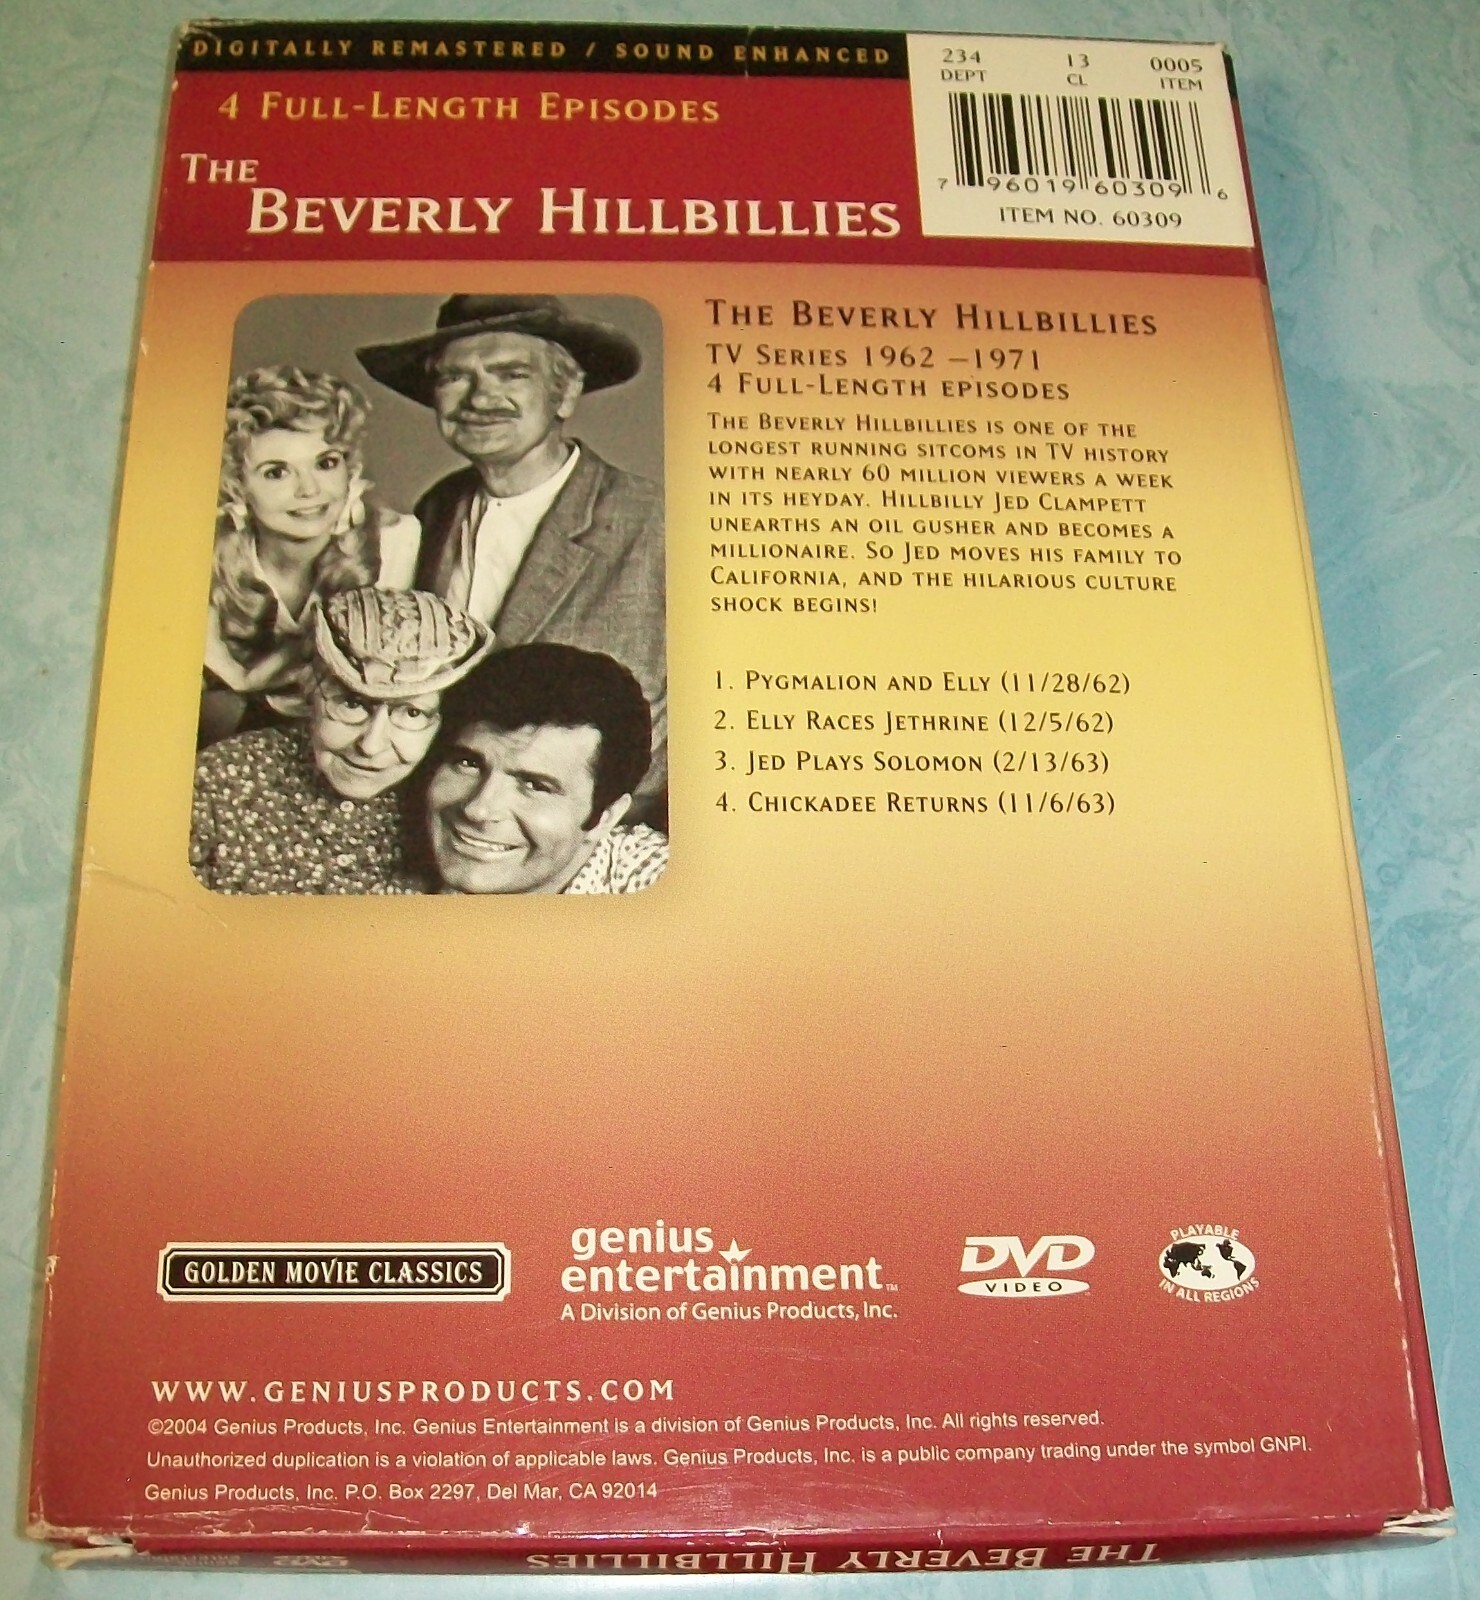 DIGITALLY REMASTERED / SOUND ENHANCED
234 13 0005
DEPT CL ITEM
7 96019 60309 6
ITEM NO. 60309
4 FULL-LENGTH EPISODES
THE
BEVERLY HILLBILLIES
THE BEVERLY HILLBILLIES
TV SERIES 1962 –1971
4 FULL-LENGTH EPISODES
THE BEVERLY HILLBILLIES IS ONE OF THE
LONGEST RUNNING SITCOMS IN TV HISTORY
WITH NEARLY 60 MILLION VIEWERS A WEEK
IN ITS HEYDAY. HILLBILLY JED CLAMPETT
UNEARTHS AN OIL GUSHER AND BECOMES A
MILLIONAIRE. SO JED MOVES HIS FAMILY TO
CALIFORNIA, AND THE HILARIOUS CULTURE
SHOCK BEGINS!
1. PYGMALION AND ELLY (11/28/62)
2. ELLY RACES JETHRINE (12/5/62)
3. JED PLAYS SOLOMON (2/13/63)
4. CHICKADEE RETURNS (11/6/63)
GOLDEN MOVIE CLASSICS
genius
entertainment™
A Division of Genius Products, Inc.
DVD
VIDEO
PLAYABLE
IN ALL REGIONS
WWW.GENIUSPRODUCTS.COM
©2004 Genius Products, Inc. Genius Entertainment is a division of Genius Products, Inc. All rights reserved.
Unauthorized duplication is a violation of applicable laws. Genius Products, Inc. is a public company trading under the symbol GNPI.
Genius Products, Inc. P.O. Box 2297, Del Mar, CA 92014
THE BEVERLY HILLBILLIES
DVD